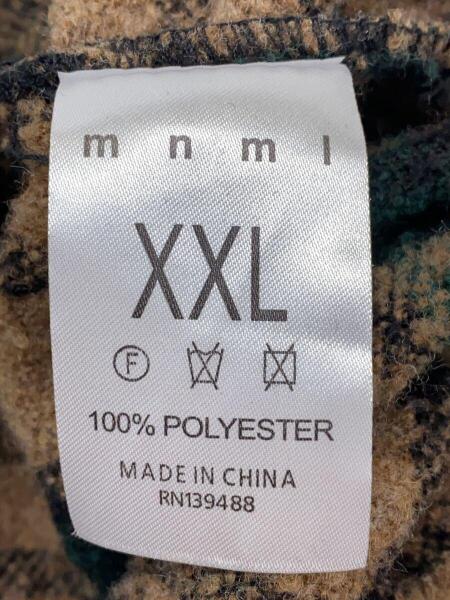 mnml
XXL
F
100% POLYESTER
MADE IN CHINA
RN139488